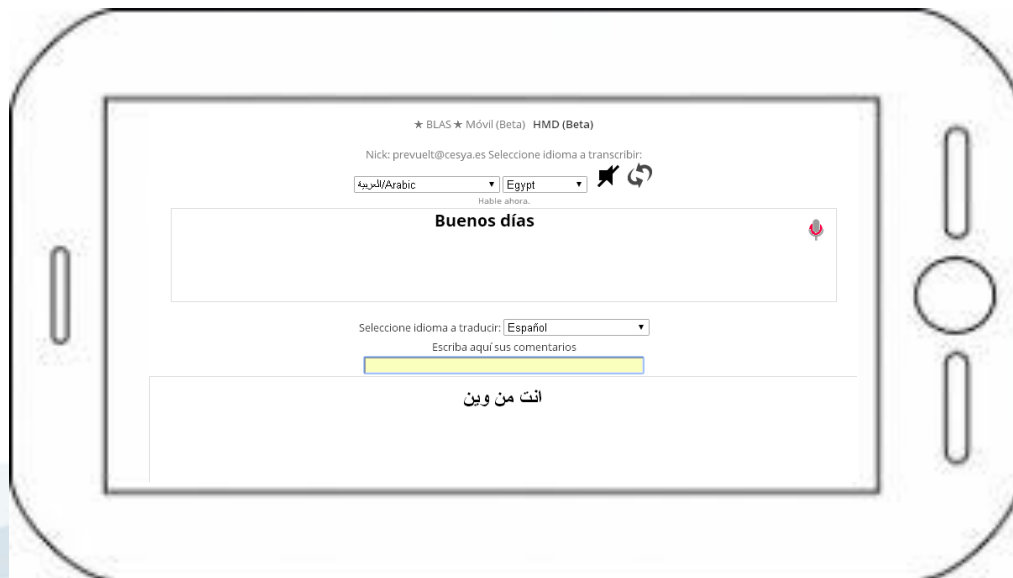 ★ BLAS ★ Móvil (Beta) HMD (Beta)
Nick: prevuelt@cesya.es Seleccione idioma a transcribir:
العربية/Arabic Egypt
Hable ahora.
Buenos días
Seleccione idioma a traducir: Español
Escriba aquí sus comentarios
انت من وين